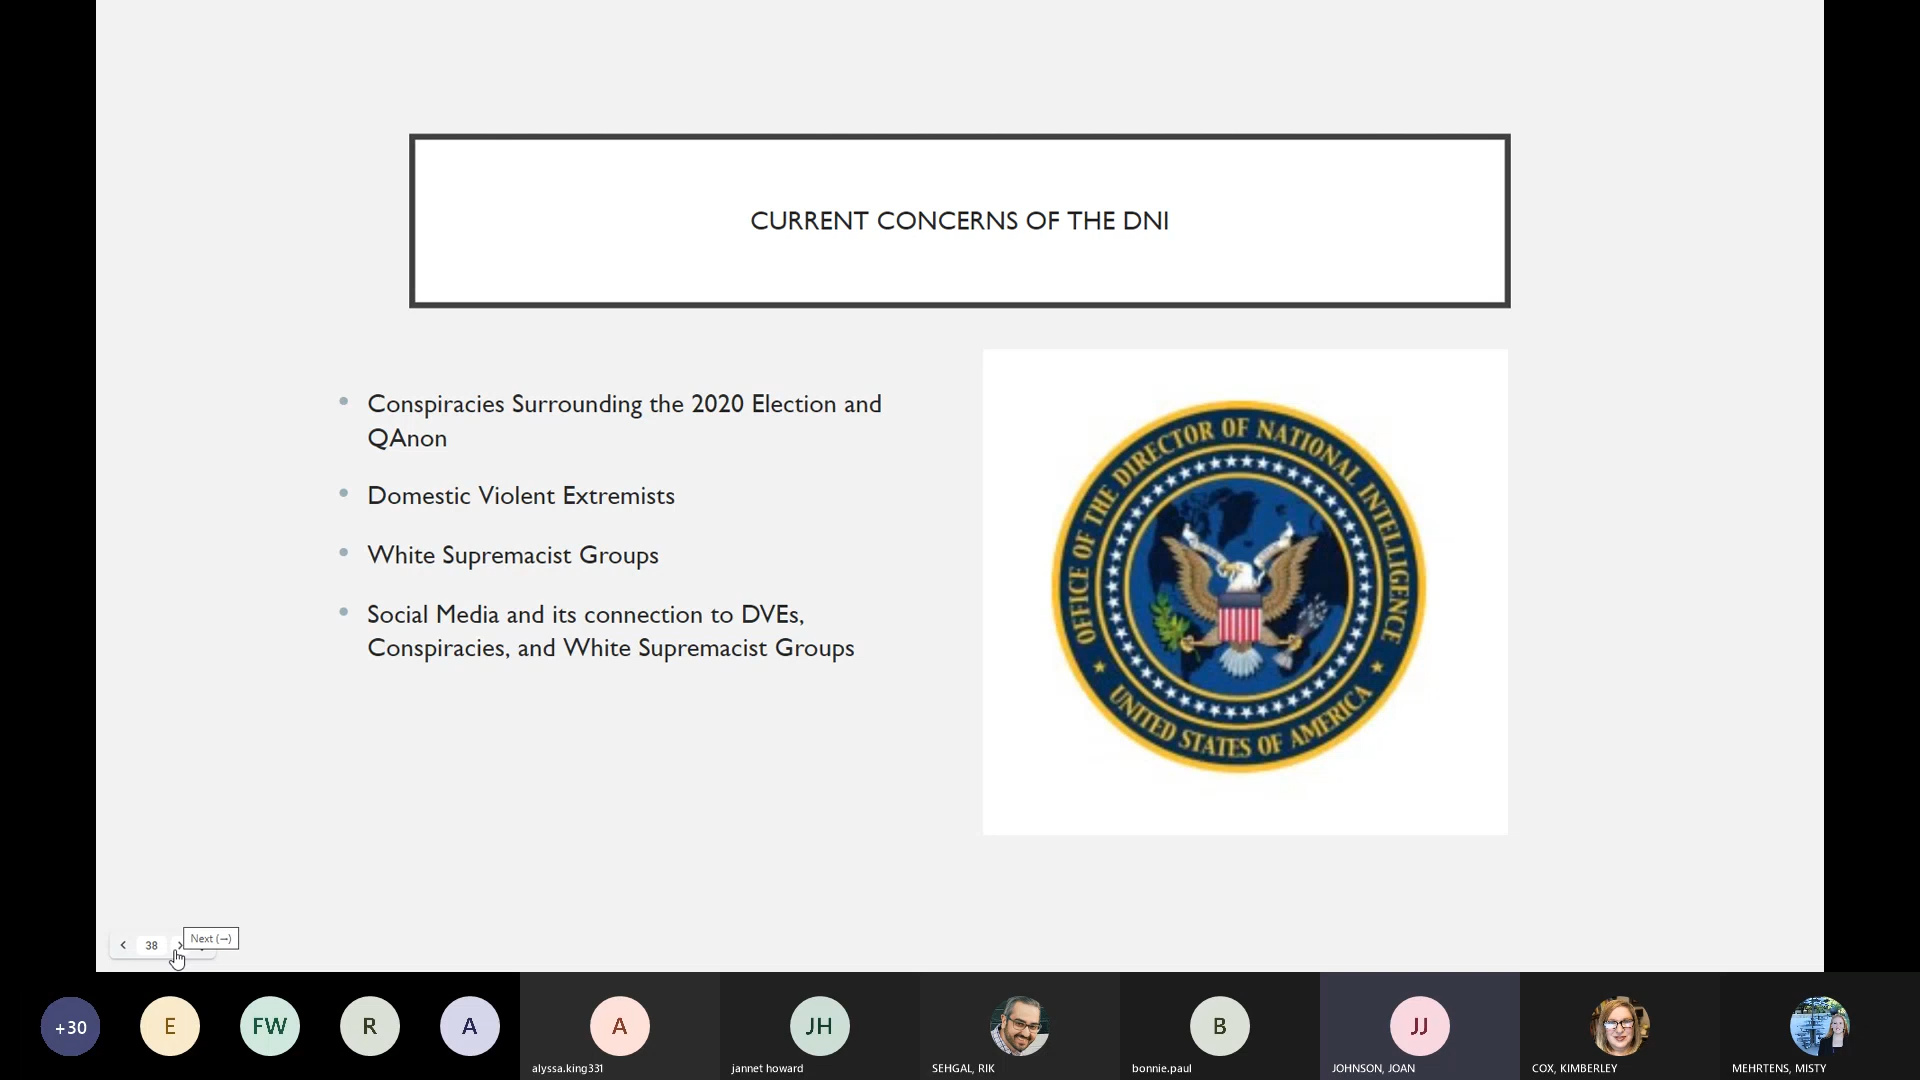 CURRENT CONCERNS OF THE DNI
Conspiracies Surrounding the 2020 Election and
QAnon
Domestic Violent Extremists
White Supremacist Groups
Social Media and its connection to DVEs,
Conspiracies, and White Supremacist Groups
OFFICE OF THE DIRECTOR OF NATIONAL INTELLIGENCE
UNITED STATES OF AMERICA
38
Next (→)
+30
E
FW
R
A
A
JH
B
JJ
alyssa.king331
jannet howard
SEHGAL, RIK
bonnie.paul
JOHNSON, JOAN
COX, KIMBERLEY
MEHRTENS, MISTY